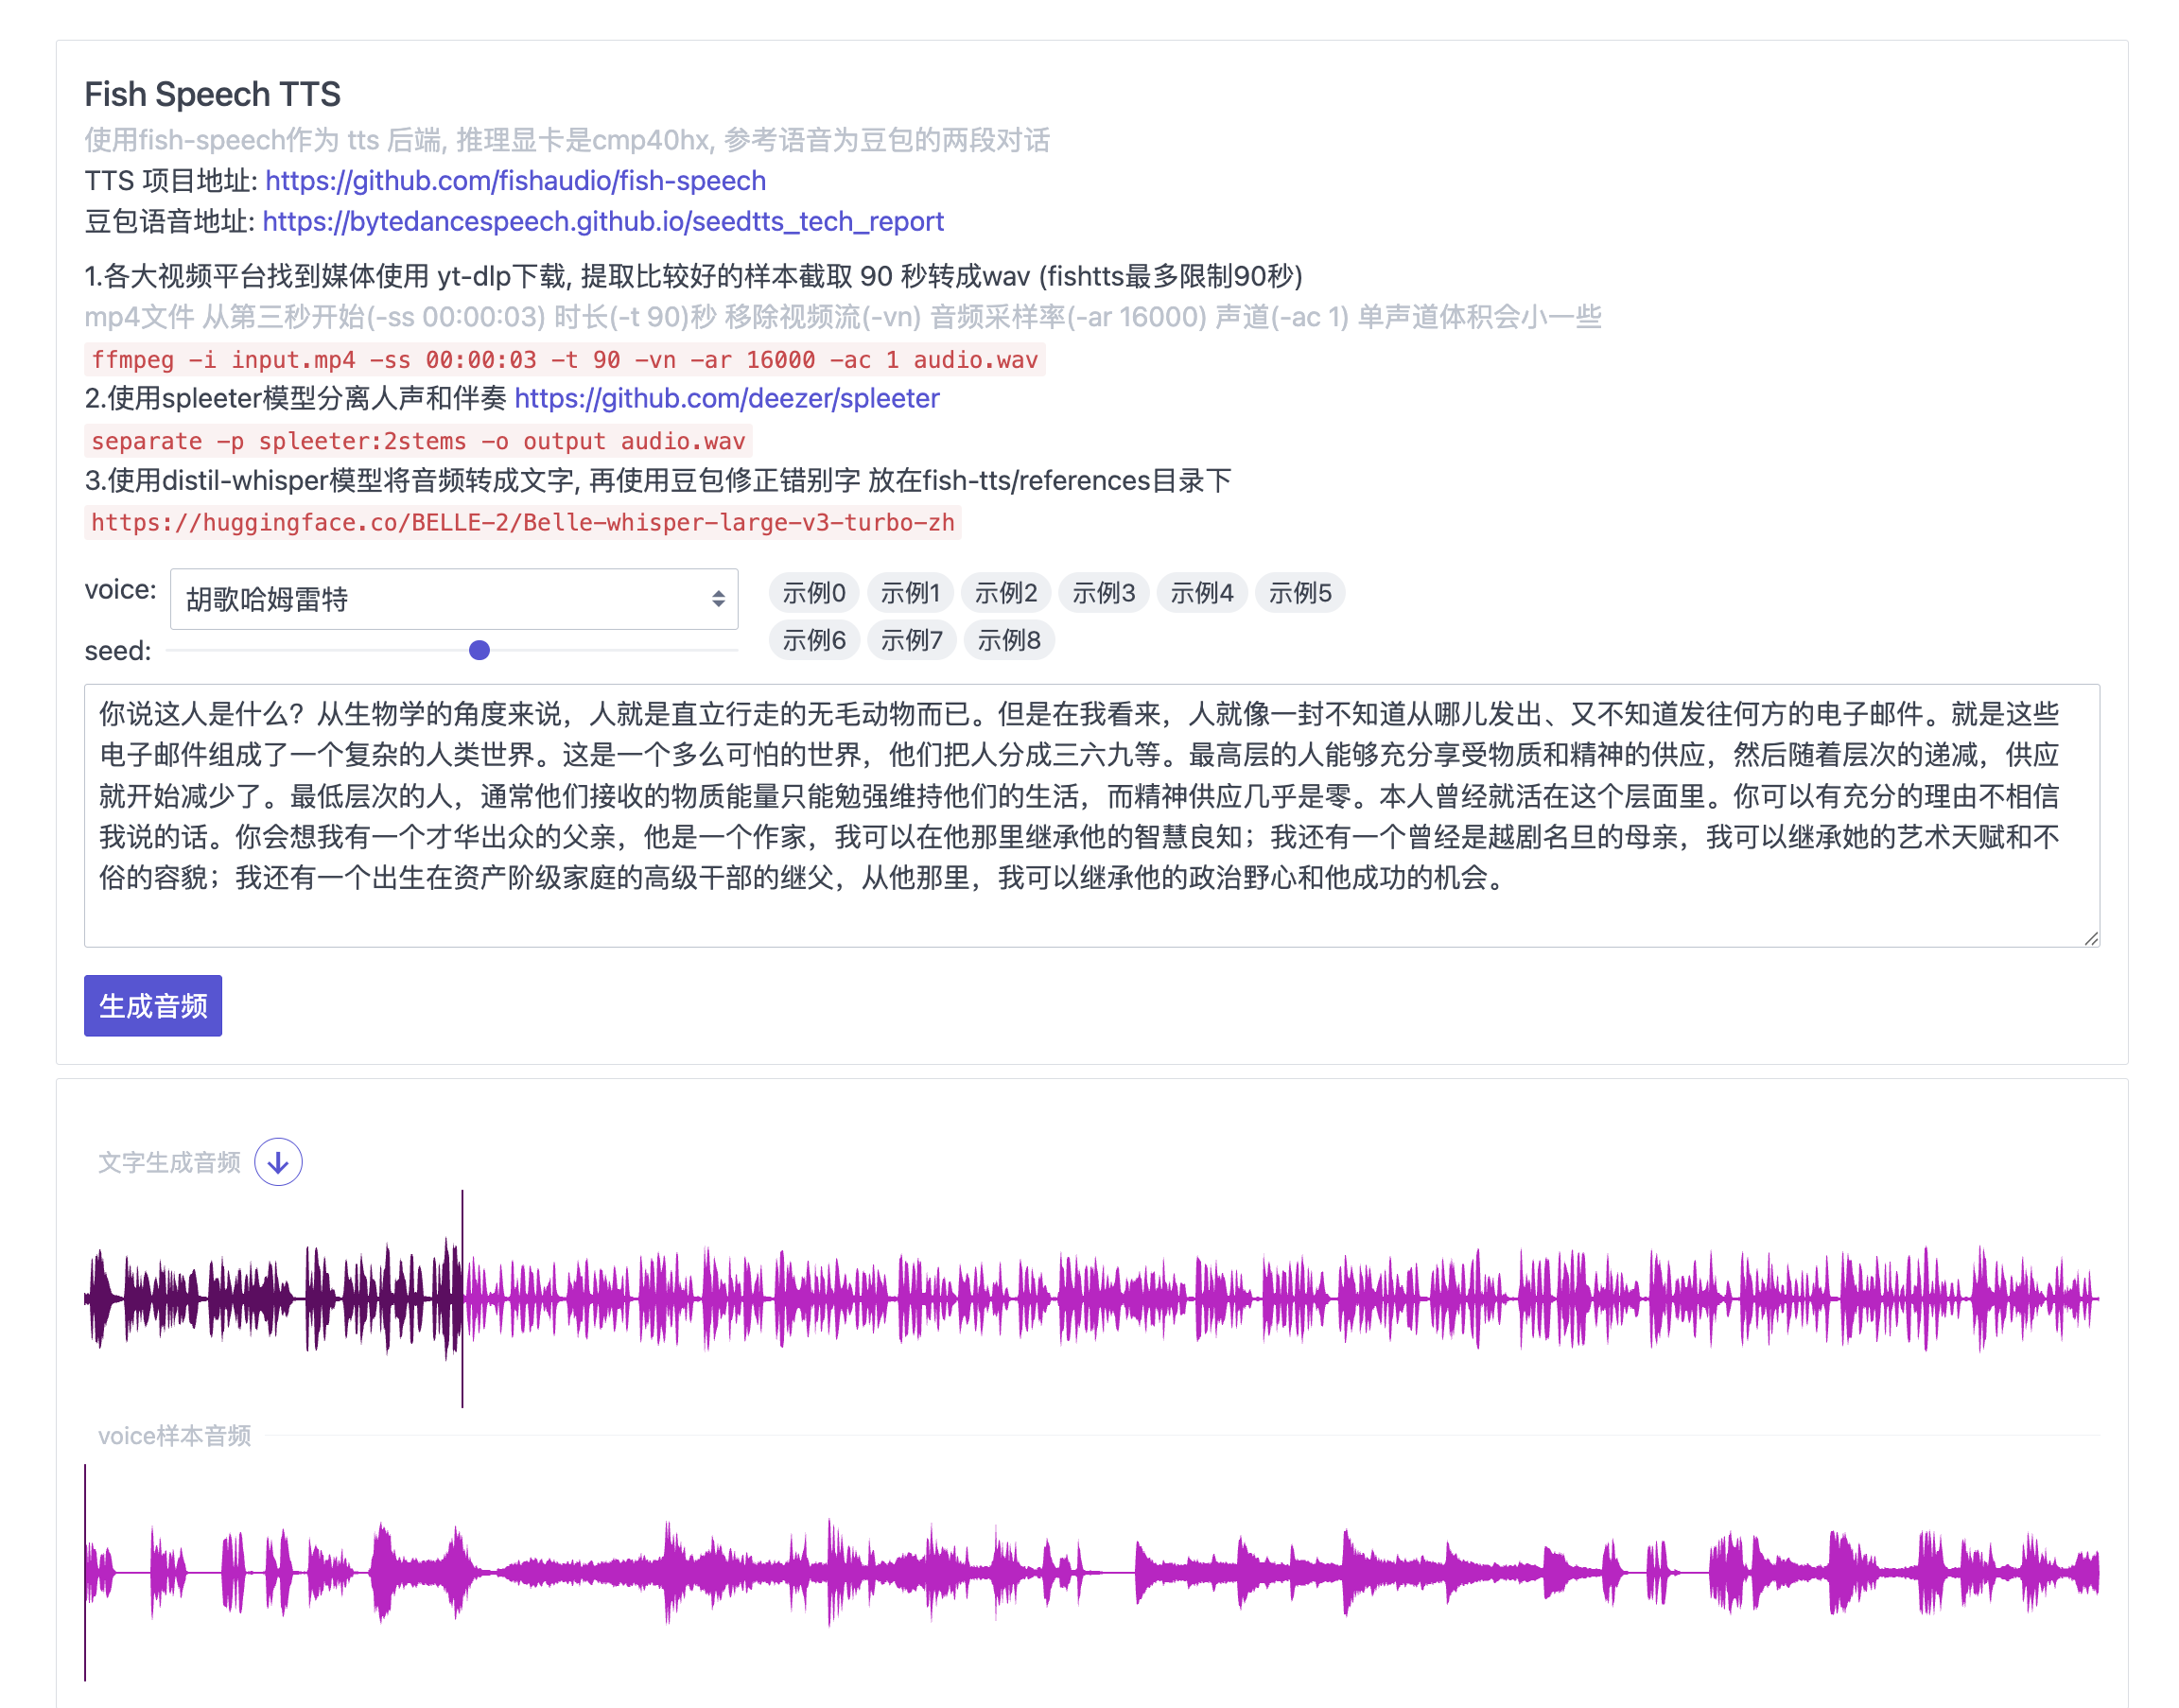 Fish Speech TTS
使用fish-speech作为 tts 后端, 推理显卡是cmp40hx, 参考语音为豆包的两段对话
TTS 项目地址: https://github.com/fishaudio/fish-speech
豆包语音地址: https://bytedancespeech.github.io/seedtts_tech_report
1.各大视频平台找到媒体使用 yt-dlp下载, 提取比较好的样本截取 90 秒转成wav (fishtts最多限制90秒)
mp4文件 从第三秒开始(-ss 00:00:03) 时长(-t 90)秒 移除视频流(-vn) 音频采样率(-ar 16000) 声道(-ac 1) 单声道体积会小一些
ffmpeg -i input.mp4 -ss 00:00:03 -t 90 -vn -ar 16000 -ac 1 audio.wav
2.使用spleeter模型分离人声和伴奏 https://github.com/deezer/spleeter
separate -p spleeter:2stems -o output audio.wav
3.使用distil-whisper模型将音频转成文字, 再使用豆包修正错别字 放在fish-tts/references目录下
https://huggingface.co/BELLE-2/Belle-whisper-large-v3-turbo-zh
voice: 胡歌哈姆雷特 示例0 示例1 示例2 示例3 示例4 示例5
seed: 示例6 示例7 示例8
你说这人是什么？从生物学的角度来说，人就是直立行走的无毛动物而已。但是在我看来，人就像一封不知道从哪儿发出、又不知道发往何方的电子邮件。就是这些
电子邮件组成了一个复杂的人类世界。这是一个多么可怕的世界，他们把人分成三六九等。最高层的人能够充分享受物质和精神的供应，然后随着层次的递减，供应
就开始减少了。最低层次的人，通常他们接收的物质能量只能勉强维持他们的生活，而精神供应几乎是零。本人曾经就活在这个层面里。你可以有充分的理由不相信
我说的话。你会想我有一个才华出众的父亲，他是一个作家，我可以在他那里继承他的智慧良知；我还有一个曾经是越剧名旦的母亲，我可以继承她的艺术天赋和不
俗的容貌；我还有一个出生在资产阶级家庭的高级干部的继父，从他那里，我可以继承他的政治野心和他成功的机会。
生成音频
文字生成音频
voice样本音频